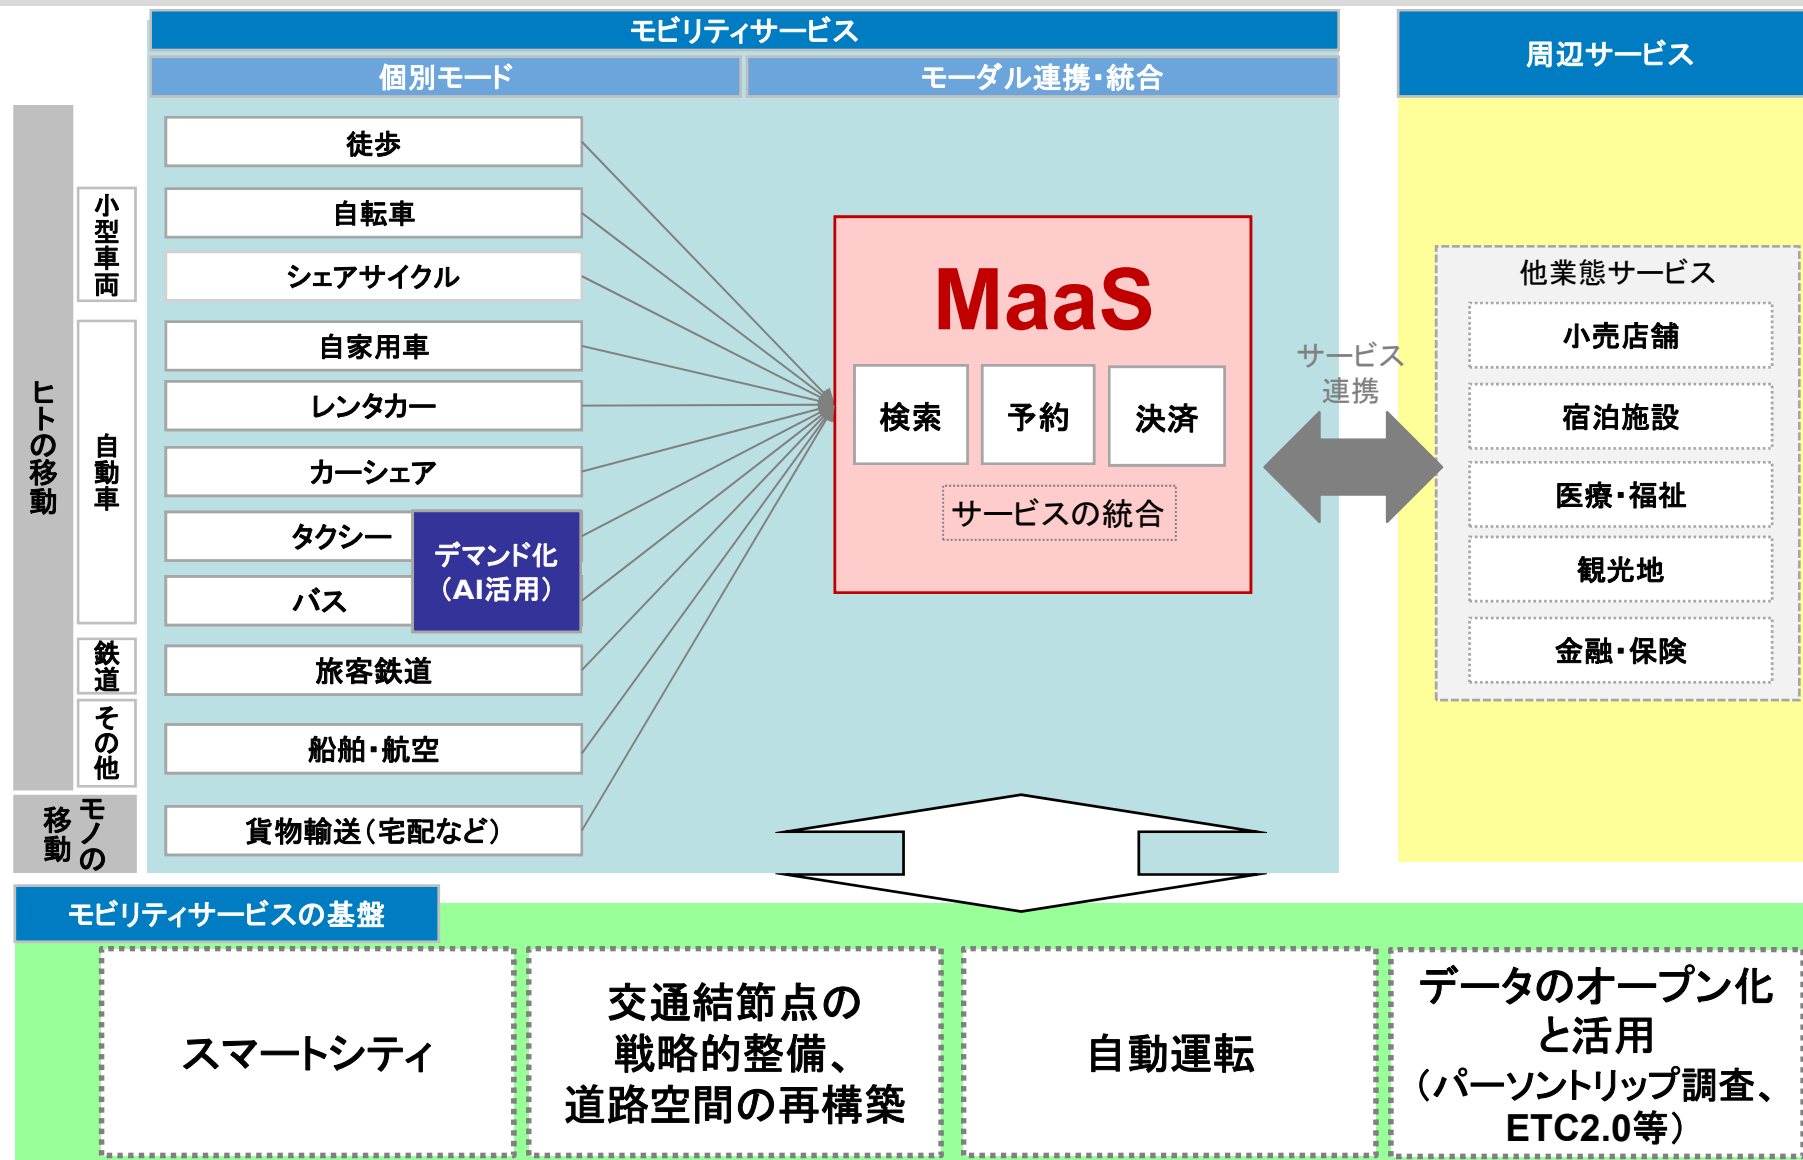 モビリティサービス
個別モード
モーダル連携・統合
周辺サービス
ヒトの移動
小型車両
自動車
鉄道
その他
モノの
移動
徒歩
自転車
シェアサイクル
自家用車
レンタカー
カーシェア
タクシー
バス
デマンド化
（AI活用）
旅客鉄道
船舶・航空
貨物輸送（宅配など）
MaaS
検索
予約
決済
サービスの統合
サービス
連携
他業態サービス
小売店舗
宿泊施設
医療・福祉
観光地
金融・保険
モビリティサービスの基盤
スマートシティ
交通結節点の
戦略的整備、
道路空間の再構築
自動運転
データのオープン化
と活用
（パーソントリップ調査、
ETC2.0等）